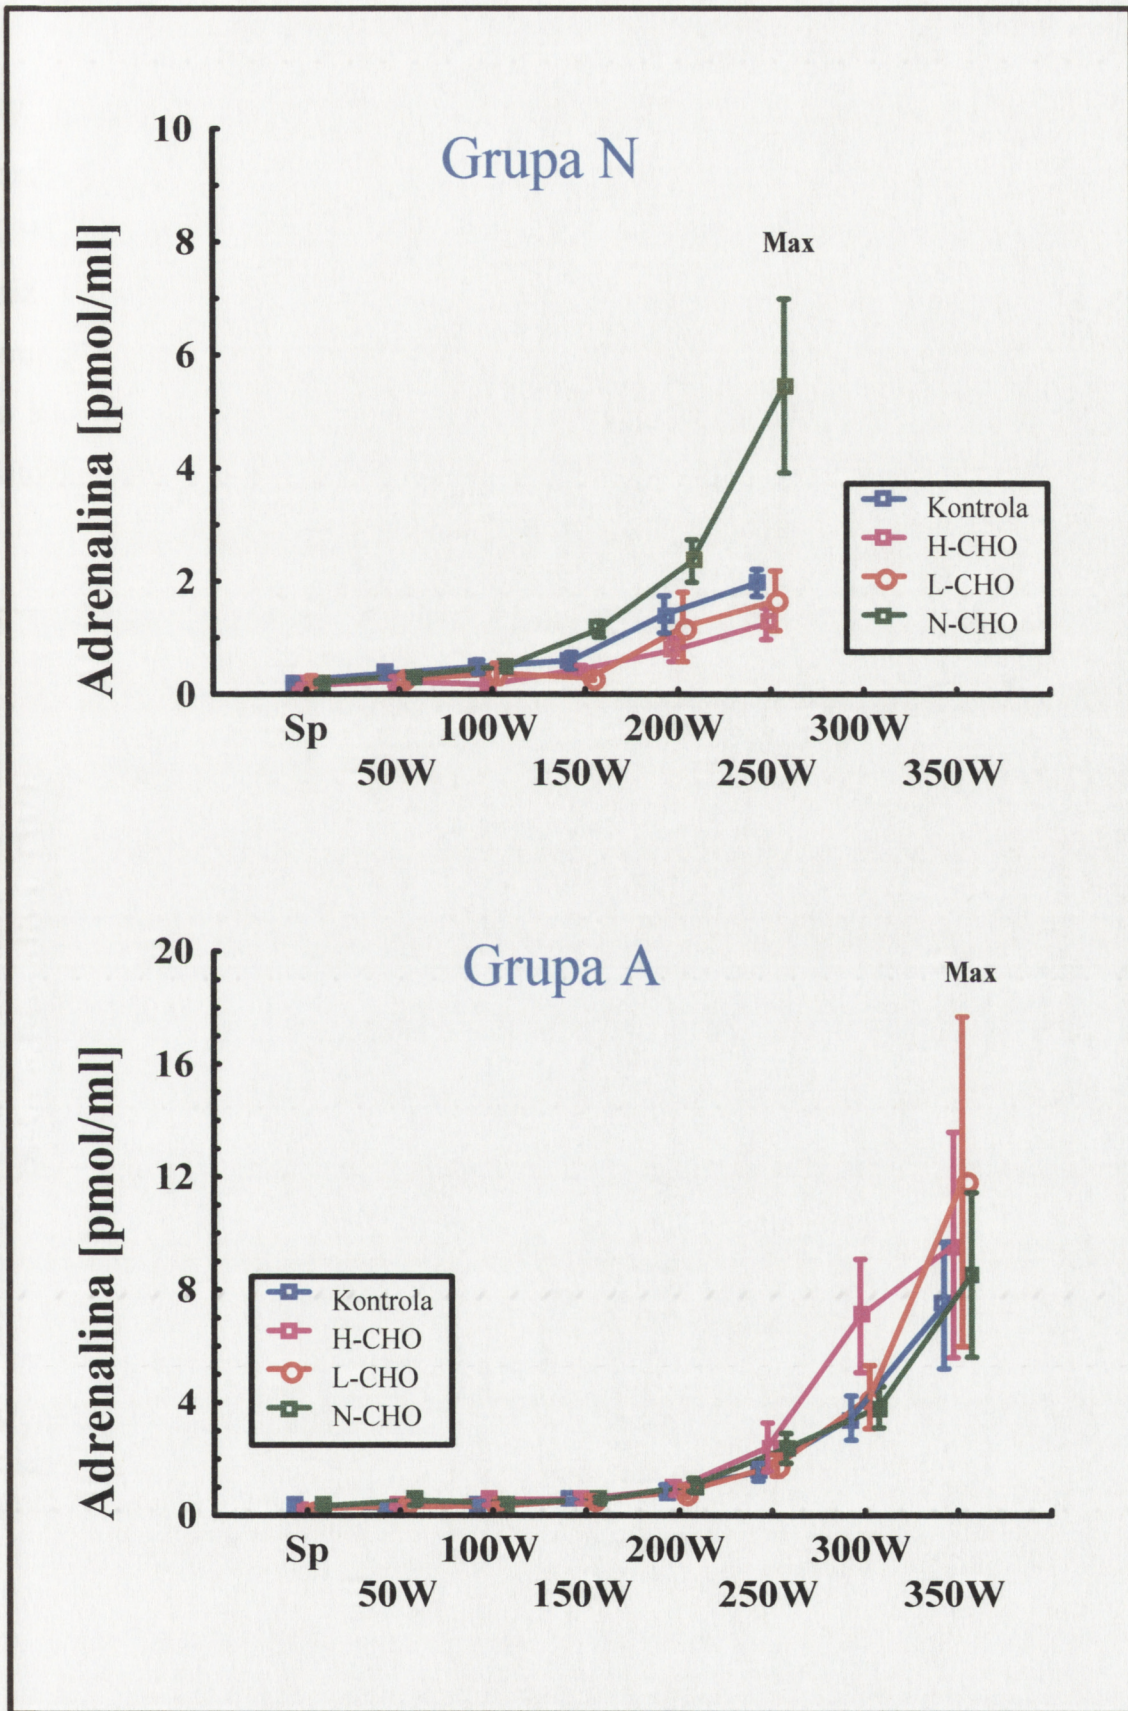 Grupa N
Max
Adrenalina [pmol/ml]
10
8
6
4
2
0
Kontrola
H-CHO
L-CHO
N-CHO
Sp 100W 200W 300W
50W 150W 250W 350W
Grupa A
Max
Adrenalina [pmol/ml]
20
16
12
8
4
0
Kontrola
H-CHO
L-CHO
N-CHO
Sp 100W 200W 300W
50W 150W 250W 350W